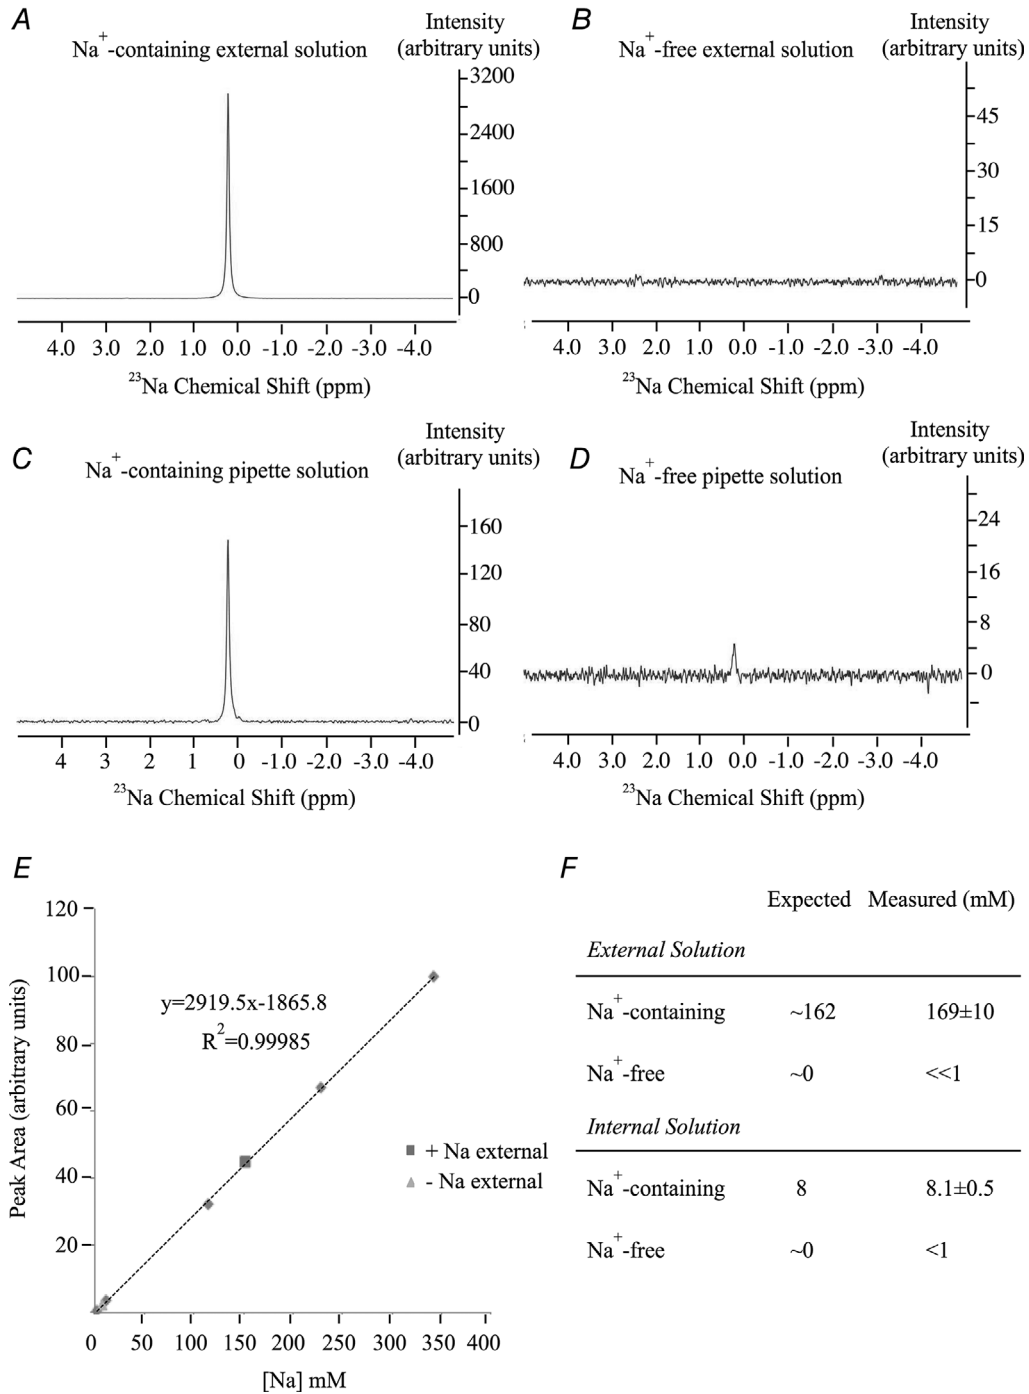 A
Na+-containing external solution
Intensity
(arbitrary units)
3200
2400
1600
800
0
4.0 3.0 2.0 1.0 0.0 -1.0 -2.0 -3.0 -4.0
23Na Chemical Shift (ppm)
B
Na+-free external solution
Intensity
(arbitrary units)
45
30
15
0
4.0 3.0 2.0 1.0 0.0 -1.0 -2.0 -3.0 -4.0
23Na Chemical Shift (ppm)
C
Na+-containing pipette solution
Intensity
(arbitrary units)
160
120
80
40
0
4 3 2 1 0 -1.0 -2.0 -3.0 -4.0
23Na Chemical Shift (ppm)
D
Na+-free pipette solution
Intensity
(arbitrary units)
24
16
8
0
4.0 3.0 2.0 1.0 0.0 -1.0 -2.0 -3.0 -4.0
23Na Chemical Shift (ppm)
E
Peak Area (arbitrary units)
120
100
80
60
40
20
y=2919.5x-1865.8
R2=0.99985
+ Na external
- Na external
0 50 100 150 200 250 300 350 400
[Na] mM
F
Expected Measured (mM)
External Solution
Na+-containing ~162 169±10
Na+-free ~0 <<1
Internal Solution
Na+-containing 8 8.1±0.5
Na+-free ~0 <1